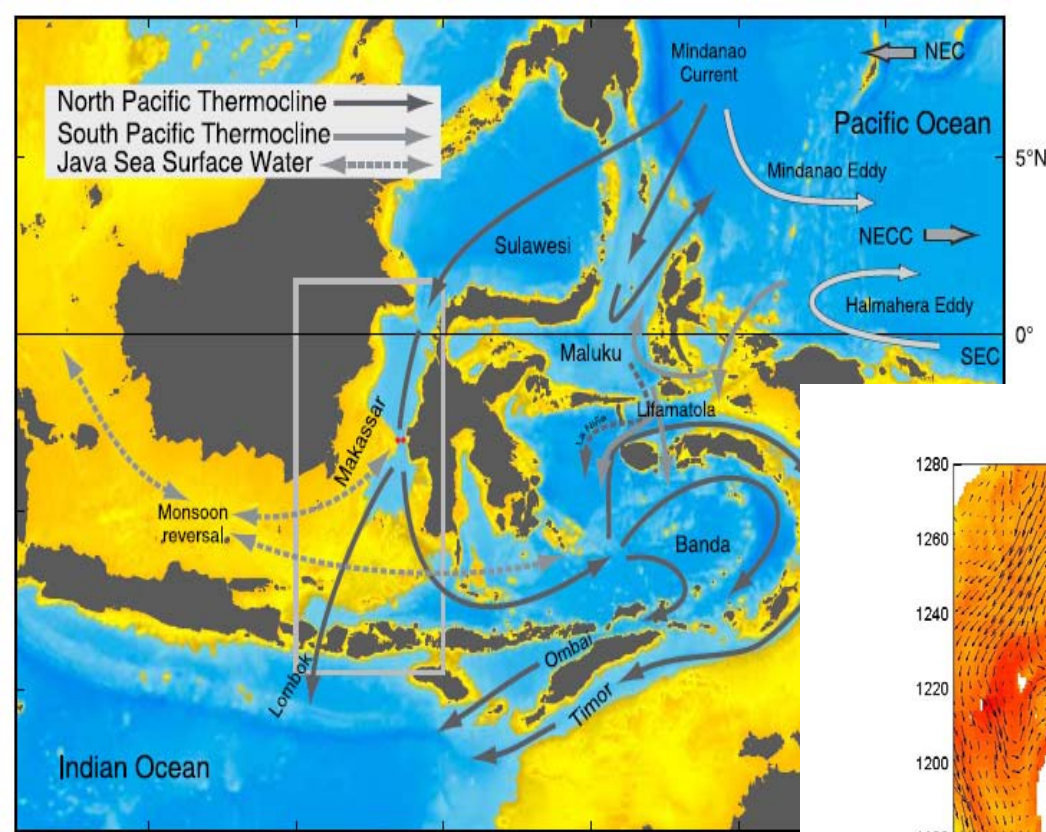 North Pacific Thermocline
South Pacific Thermocline
Java Sea Surface Water
Mindanao
Current
NEC
Pacific Ocean
5°N
Mindanao Eddy
Sulawesi
NECC
Halmahera Eddy
0°
SEC
Maluku
Lifamatola
La Niña
Makassar
Monsoon
reversal
Banda
Lombok
Ombai
Timor
Indian Ocean
1280
1260
1240
1220
1200